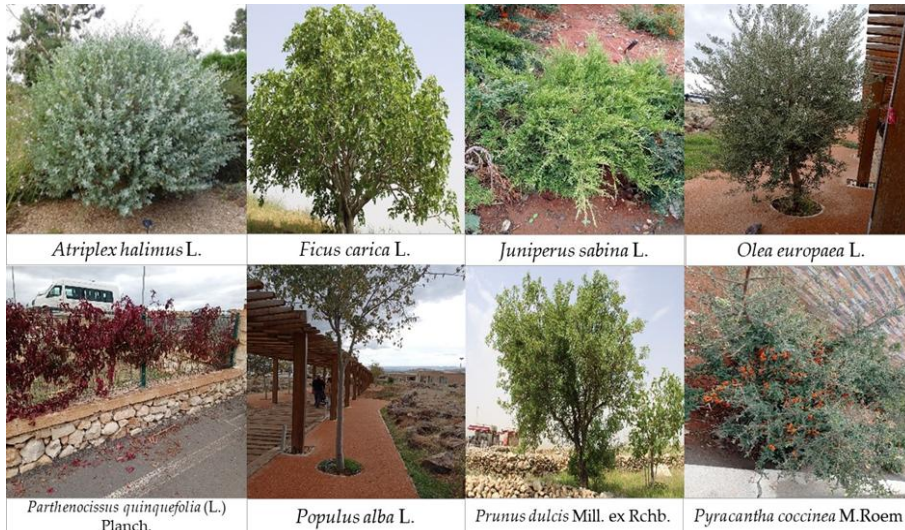 Atriplex halimus L.
Ficus carica L.
Juniperus sabina L.
Olea europaea L.
Parthenocissus quinquefolia (L.)
Planch.
Populus alba L.
Prunus dulcis Mill. ex Rchb.
Pyracantha coccinea M.Roem